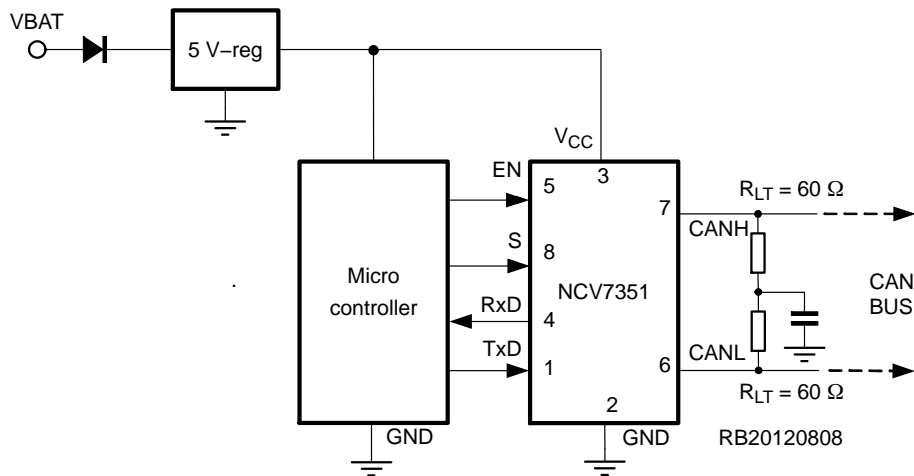 VBAT
5 V−reg
VCC
EN
5
3
7
RLT = 60 Ω
CANH
S
8
Micro
controller
NCV7351
CAN
BUS
RxD
4
TxD
1
CANL
6
RLT = 60 Ω
2
GND
GND
RB20120808